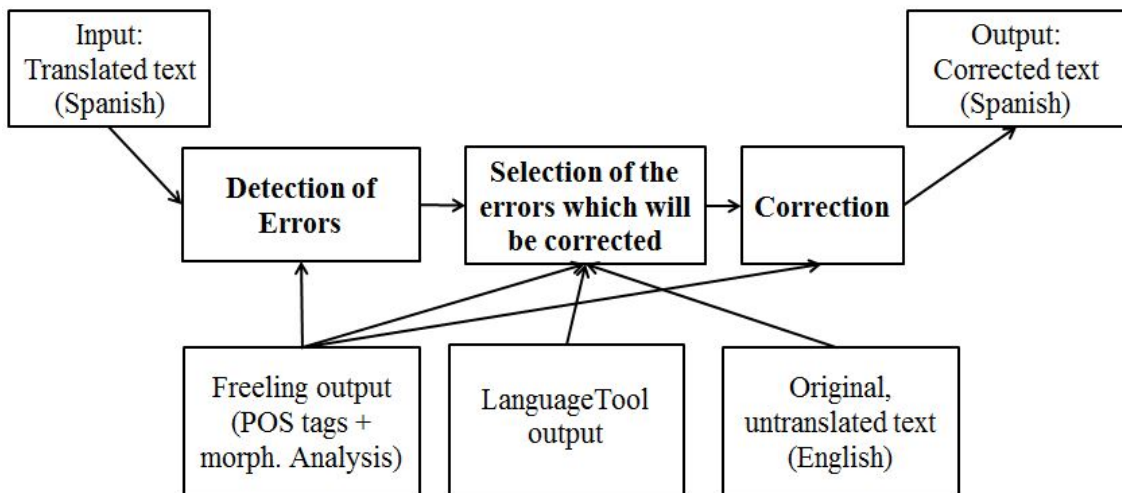 Input:
Translated text
(Spanish)
Output:
Corrected text
(Spanish)
Detection of
Errors
Selection of the
errors which will
be corrected
Correction
Freeling output
(POS tags +
morph. Analysis)
LanguageTool
output
Original,
untranslated text
(English)